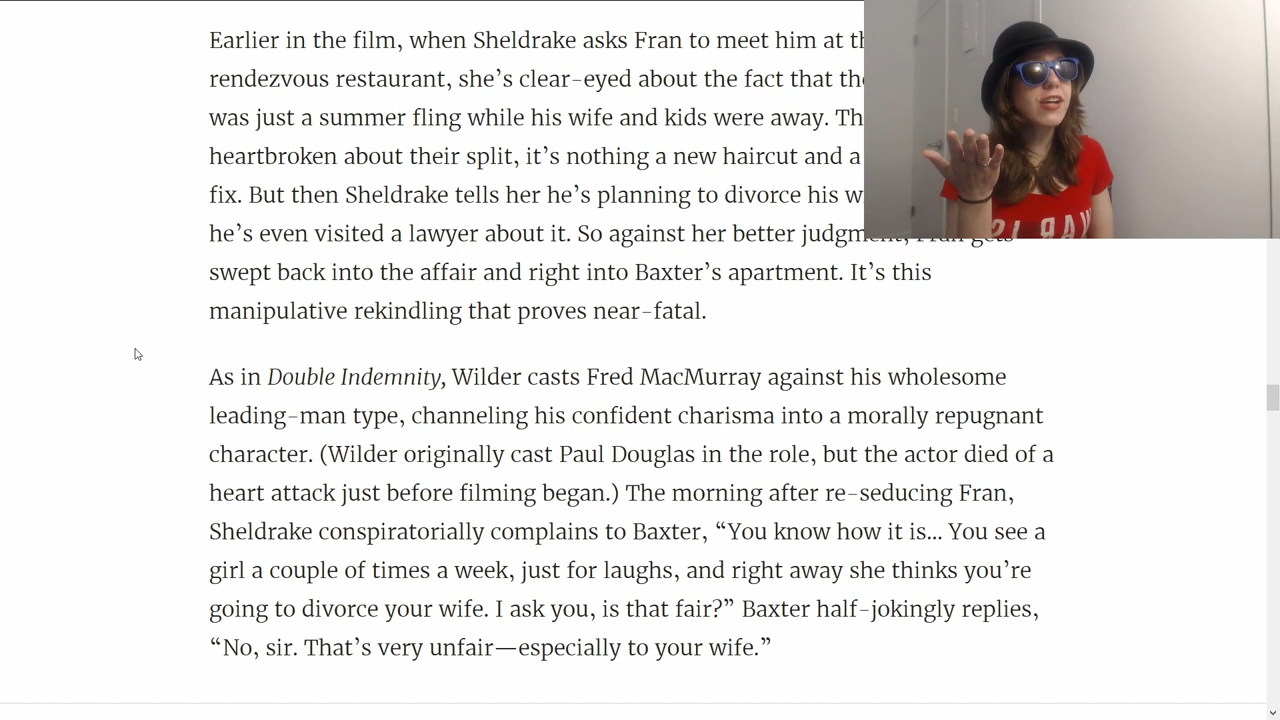 Earlier in the film, when Sheldrake asks Fran to meet him at
rendezvous restaurant, she’s clear-eyed about the fact that
was just a summer fling while his wife and kids were away.
heartbroken about their split, it’s nothing a new haircut and a
fix. But then Sheldrake tells her he’s planning to divorce his
he’s even visited a lawyer about it. So against her better judgment, Fran gets
swept back into the affair and right into Baxter’s apartment. It’s this
manipulative rekindling that proves near-fatal.
As in Double Indemnity, Wilder casts Fred MacMurray against his wholesome
leading-man type, channeling his confident charisma into a morally repugnant
character. (Wilder originally cast Paul Douglas in the role, but the actor died of a
heart attack just before filming began.) The morning after re-seducing Fran,
Sheldrake conspiratorially complains to Baxter, “You know how it is... You see a
girl a couple of times a week, just for laughs, and right away she thinks you’re
going to divorce your wife. I ask you, is that fair?” Baxter half-jokingly replies,
“No, sir. That’s very unfair—especially to your wife.”